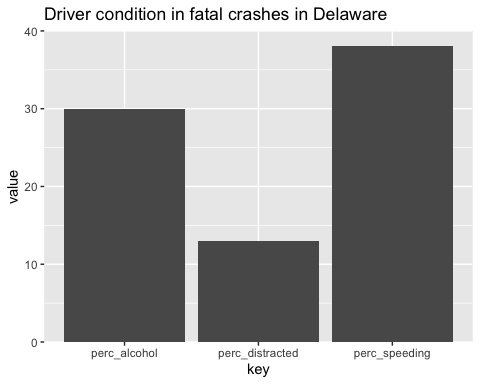 Driver condition in fatal crashes in Delaware
40
30
20
10
0
value
perc_alcohol
perc_distracted
perc_speeding
key